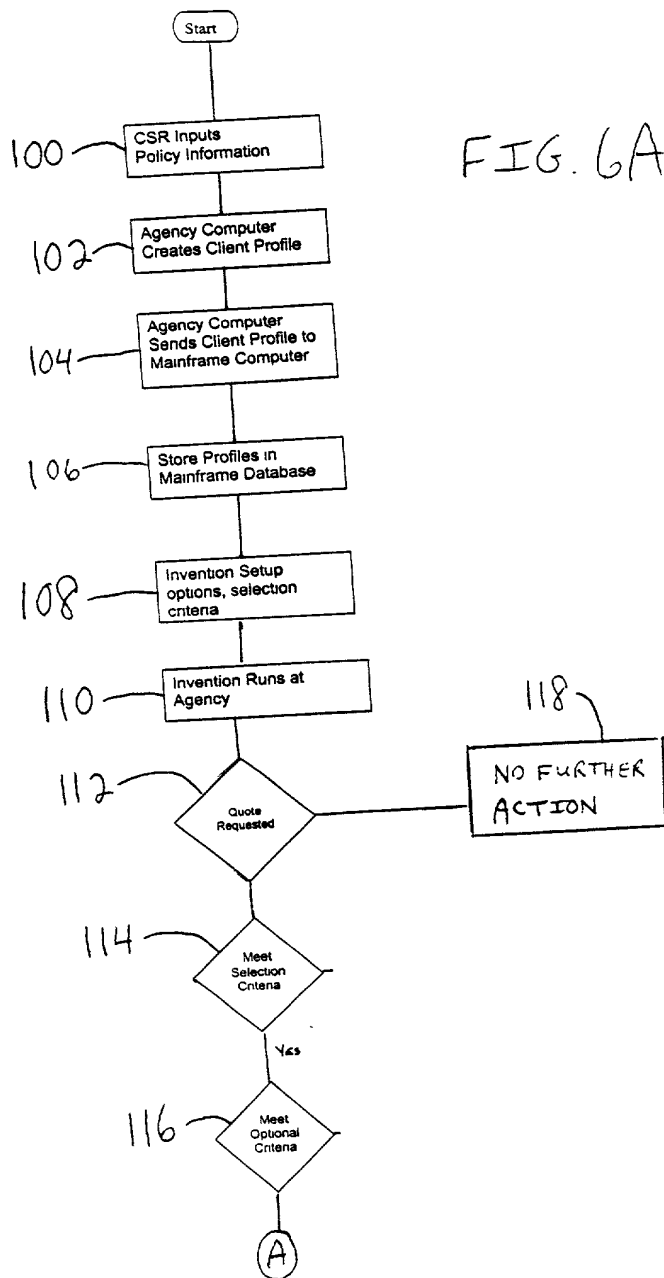 Start
FIG. 6A
100
CSR Inputs
Policy Information
102
Agency Computer
Creates Client Profile
104
Agency Computer
Sends Client Profile to
Mainframe Computer
106
Store Profiles in
Mainframe Database
108
Invention Setup
options, selection
criteria
110
Invention Runs at
Agency
112
Quote
Requested
118
NO FURTHER
ACTION
114
Meet
Selection
Criteria
Yes
116
Meet
Optional
Criteria
A